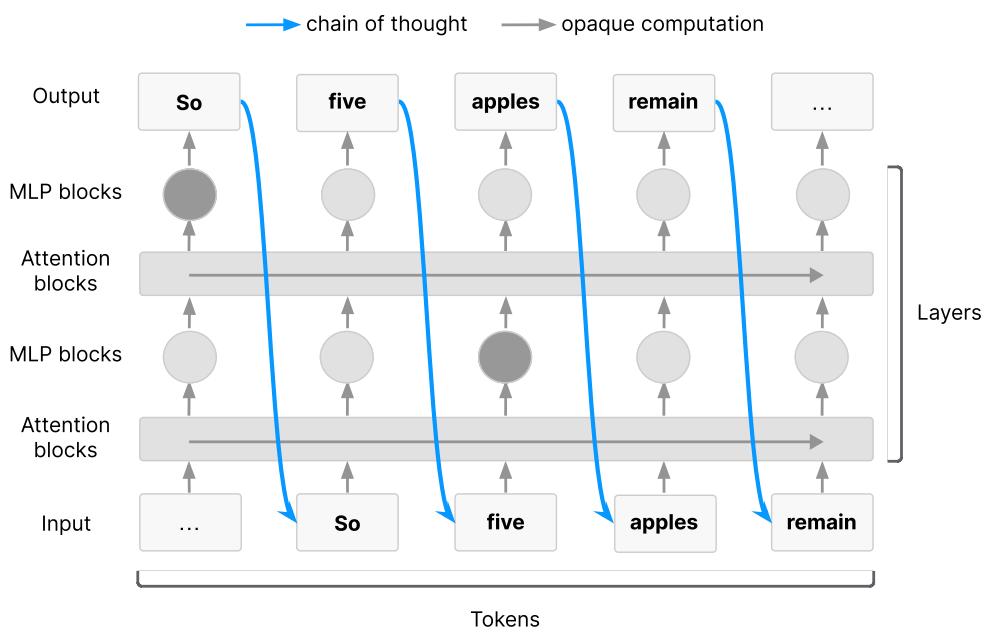 chain of thought
opaque computation
Output
So
five
apples
remain
...
MLP blocks
Attention
blocks
MLP blocks
Attention
blocks
Layers
Input
...
So
five
apples
remain
Tokens